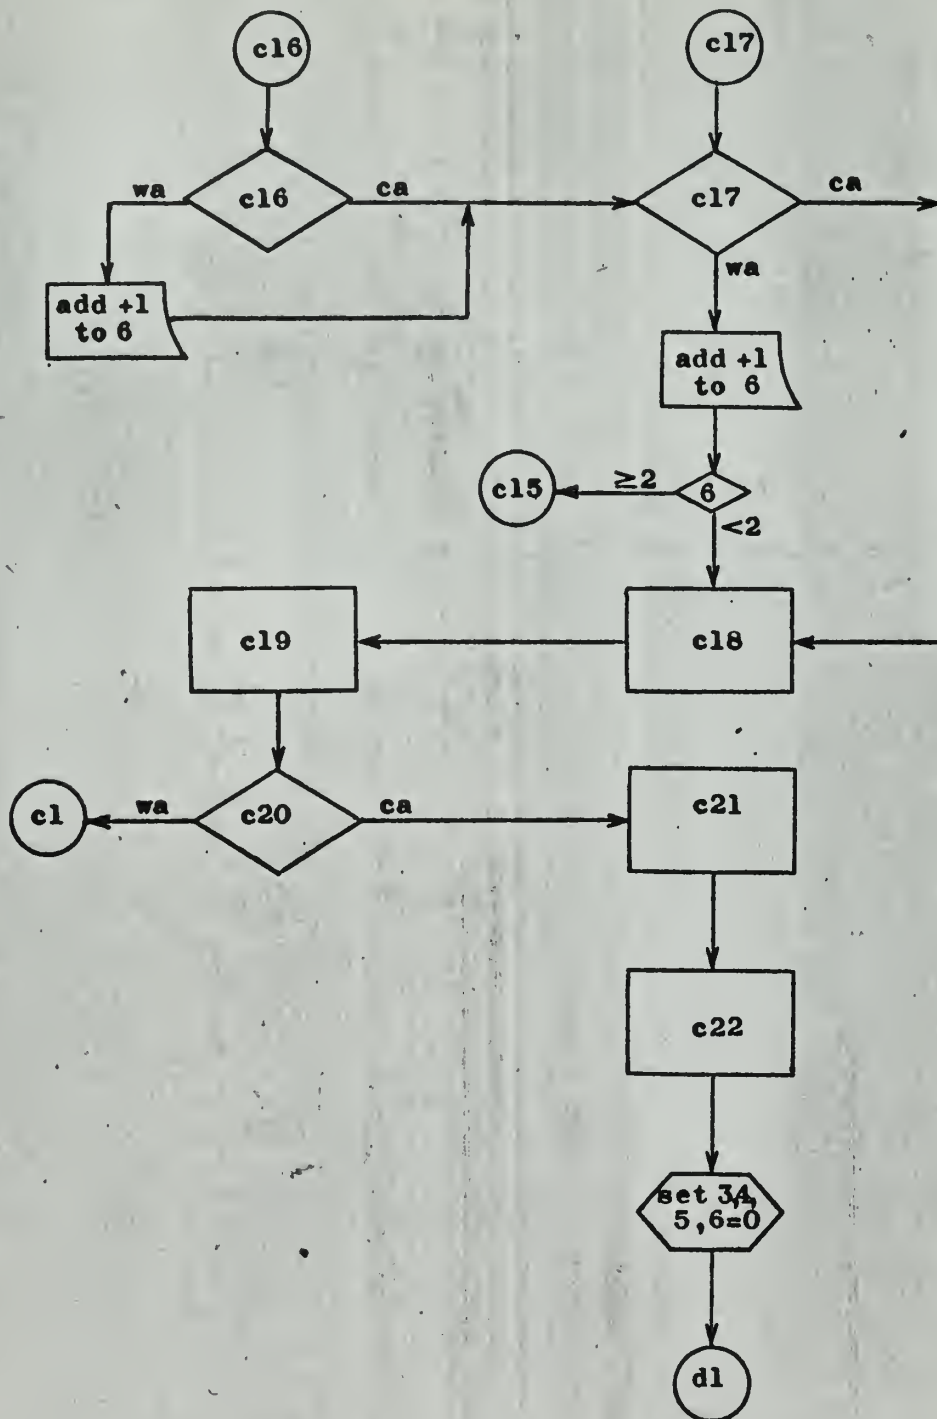 c16
c17
wa
c16
ca
c17
ca
wa
add +1
to 6
add +1
to 6
c15
≥2
6
<2
c19
c18
c1
wa
c20
ca
c21
c22
set 3,4,
5,6=0
d1